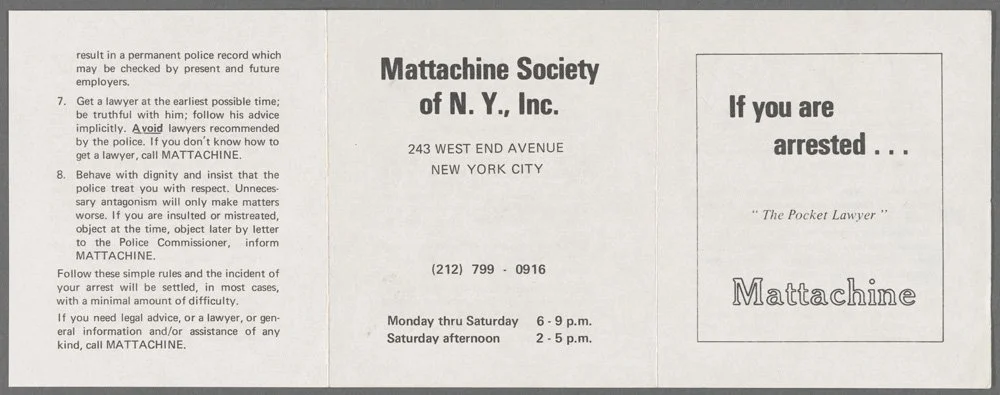 result in a permanent police record which
may be checked by present and future
employers.
7. Get a lawyer at the earliest possible time;
be truthful with him; follow his advice
implicitly. Avoid lawyers recommended
by the police. If you don't know how to
get a lawyer, call MATTACHINE.
8. Behave with dignity and insist that the
police treat you with respect. Unneces-
sary antagonism will only make matters
worse. If you are insulted or mistreated,
object at the time, object later by letter
to the Police Commissioner, inform
MATTACHINE.
Follow these simple rules and the incident of
your arrest will be settled, in most cases,
with a minimal amount of difficulty.
If you need legal advice, or a lawyer, or gen-
eral information and/or assistance of any
kind, call MATTACHINE.
Mattachine Society
of N. Y., Inc.
243 WEST END AVENUE
NEW YORK CITY
(212) 799 - 0916
Monday thru Saturday 6 - 9 p.m.
Saturday afternoon 2 - 5 p.m.
If you are
arrested . . .
" The Pocket Lawyer "
Mattachine